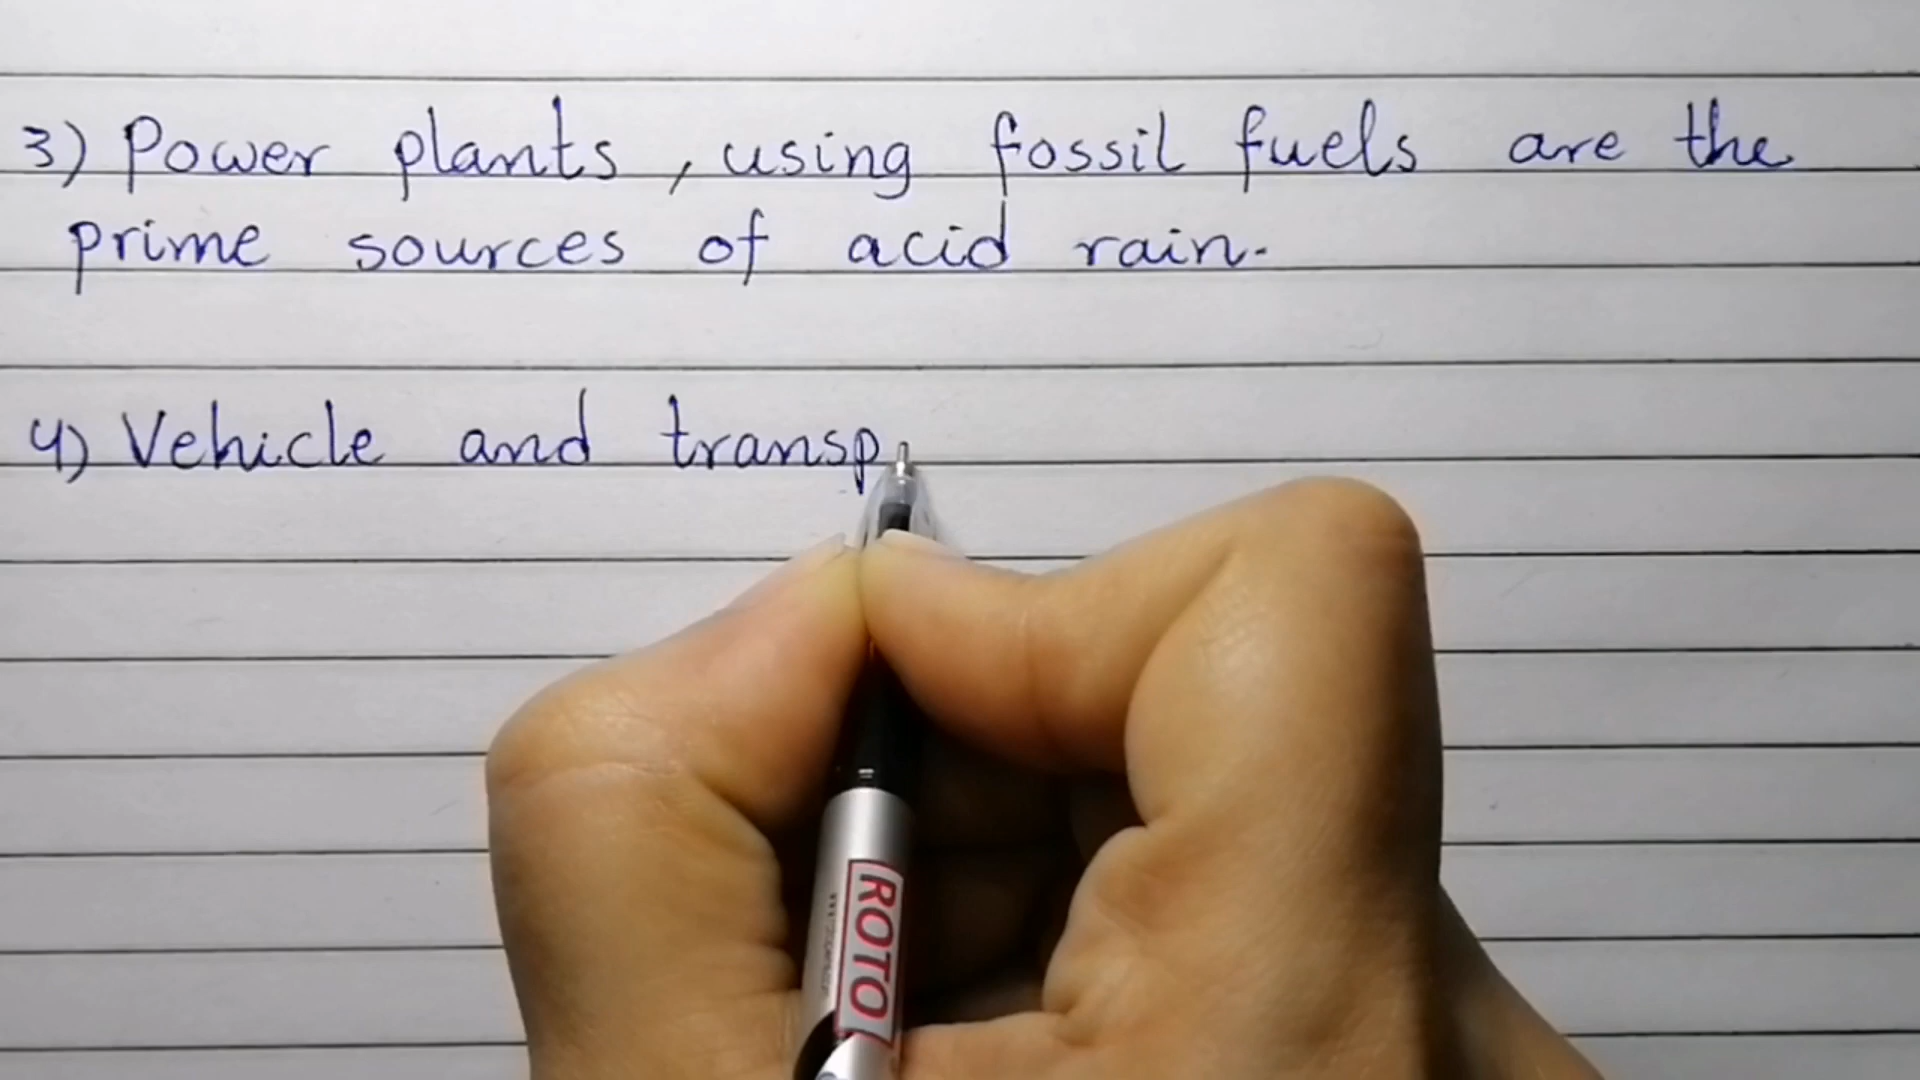 3) Power plants, using fossil fuels are the
prime sources of acid rain.
4) Vehicle and transp
ROTO